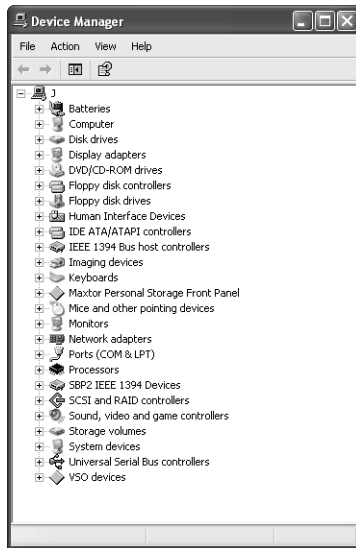 Device Manager
File Action View Help
J
Batteries
Computer
Disk drives
Display adapters
DVD/CD-ROM drives
Floppy disk controllers
Floppy disk drives
Human Interface Devices
IDE ATA/ATAPI controllers
IEEE 1394 Bus host controllers
Imaging devices
Keyboards
Maxtor Personal Storage Front Panel
Mice and other pointing devices
Monitors
Network adapters
Ports (COM & LPT)
Processors
SBP2 IEEE 1394 Devices
SCSI and RAID controllers
Sound, video and game controllers
Storage volumes
System devices
Universal Serial Bus controllers
VSO devices